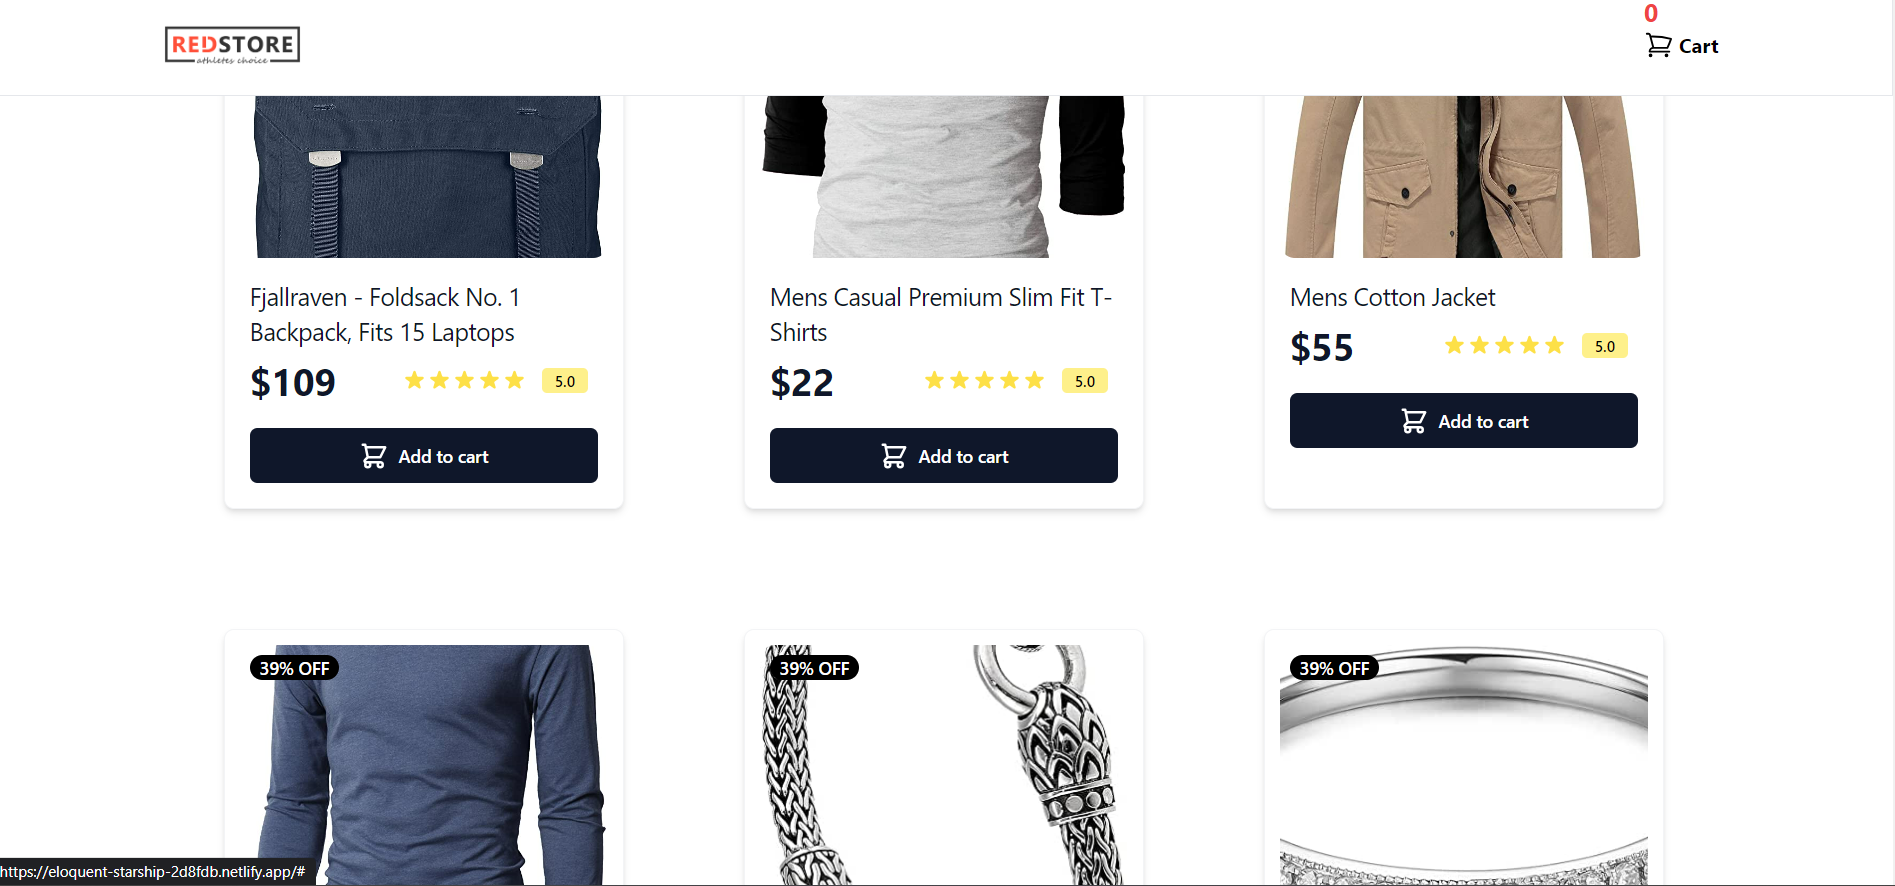 REDSTORE
athletes choice
0
Cart
Fjallraven - Foldsack No. 1
Backpack, Fits 15 Laptops
$109
5.0
Add to cart
Mens Casual Premium Slim Fit T-
Shirts
$22
5.0
Add to cart
Mens Cotton Jacket
$55
5.0
Add to cart
39% OFF
39% OFF
39% OFF
https://eloquent-starship-2d8fdb.netlify.app/#